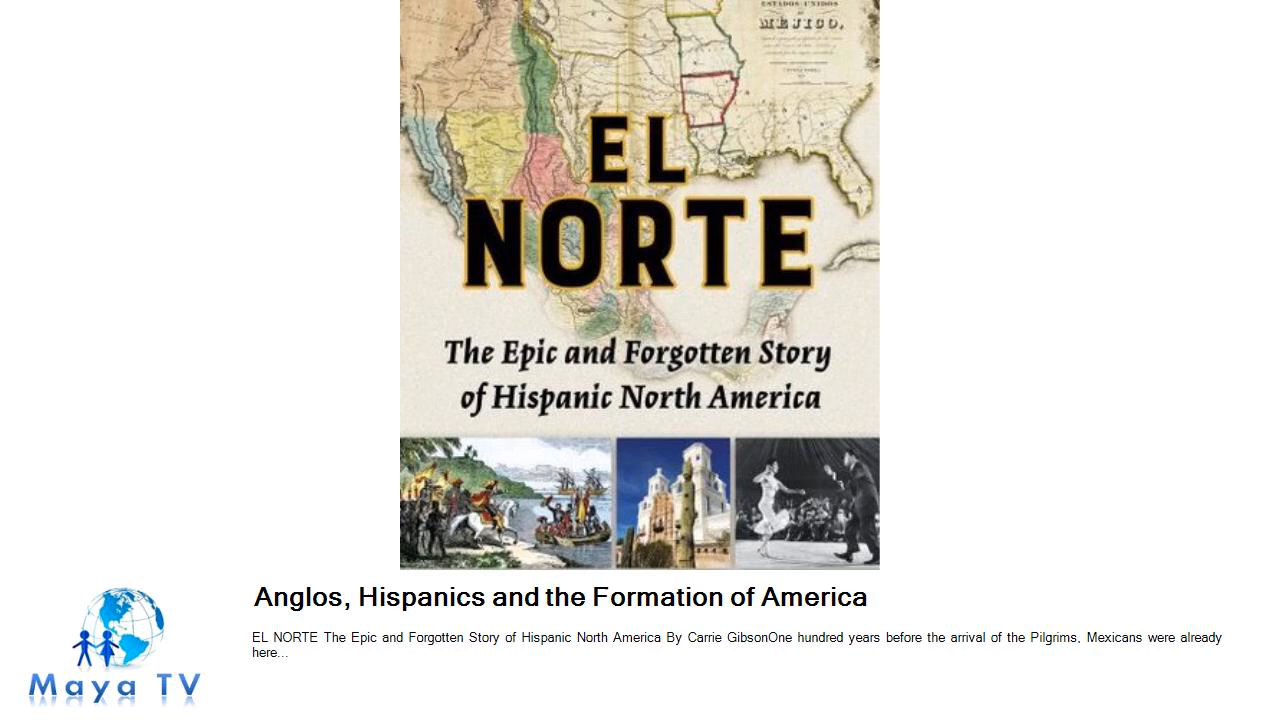 ESTADOS UNIDOS
MÉJICO,
EL
NORTE
The Epic and Forgotten Story
of Hispanic North America
Anglos, Hispanics and the Formation of America
EL NORTE The Epic and Forgotten Story of Hispanic North America By Carrie GibsonOne hundred years before the arrival of the Pilgrims, Mexicans were already
here...
Maya TV